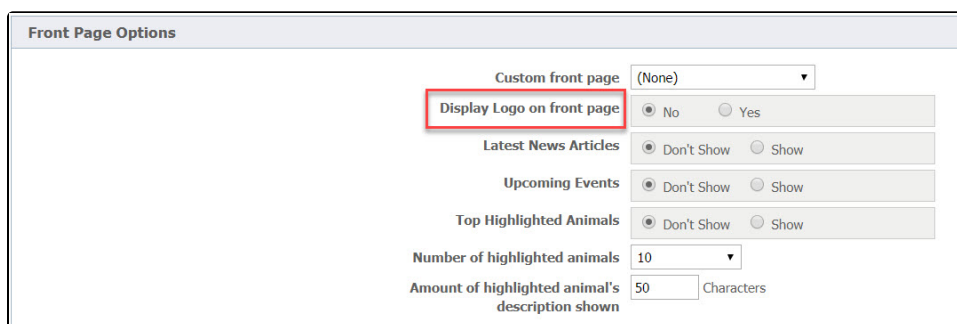 Front Page Options
Custom front page (None)
Display Logo on front page No Yes
Latest News Articles Don't Show Show
Upcoming Events Don't Show Show
Top Highlighted Animals Don't Show Show
Number of highlighted animals 10
Amount of highlighted animal's 50 Characters
description shown